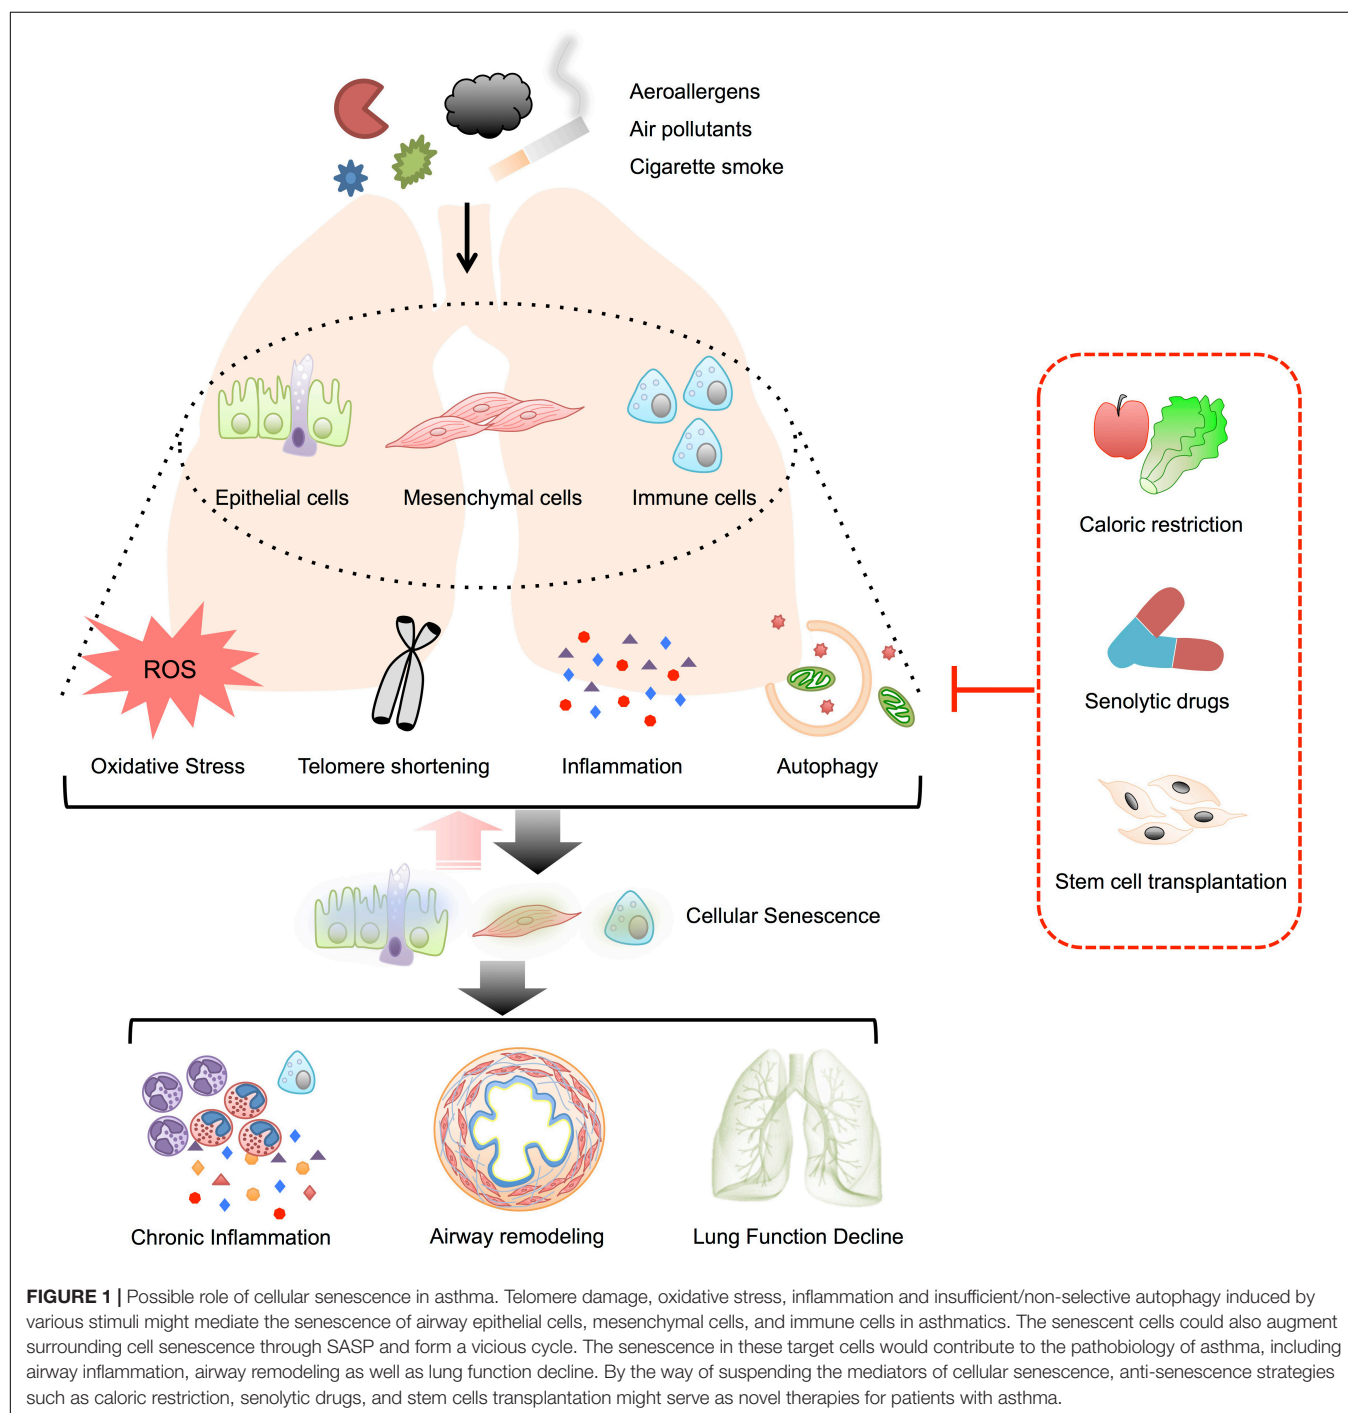 Aeroallergens
Air pollutants
Cigarette smoke
Epithelial cells
Mesenchymal cells
Immune cells
Caloric restriction
ROS
Senolytic drugs
Oxidative Stress
Telomere shortening
Inflammation
Autophagy
Stem cell transplantation
Cellular Senescence
Chronic Inflammation
Airway remodeling
Lung Function Decline
FIGURE 1 | Possible role of cellular senescence in asthma. Telomere damage, oxidative stress, inflammation and insufficient/non-selective autophagy induced by
various stimuli might mediate the senescence of airway epithelial cells, mesenchymal cells, and immune cells in asthmatics. The senescent cells could also augment
surrounding cell senescence through SASP and form a vicious cycle. The senescence in these target cells would contribute to the pathobiology of asthma, including
airway inflammation, airway remodeling as well as lung function decline. By the way of suspending the mediators of cellular senescence, anti-senescence strategies
such as caloric restriction, senolytic drugs, and stem cells transplantation might serve as novel therapies for patients with asthma.